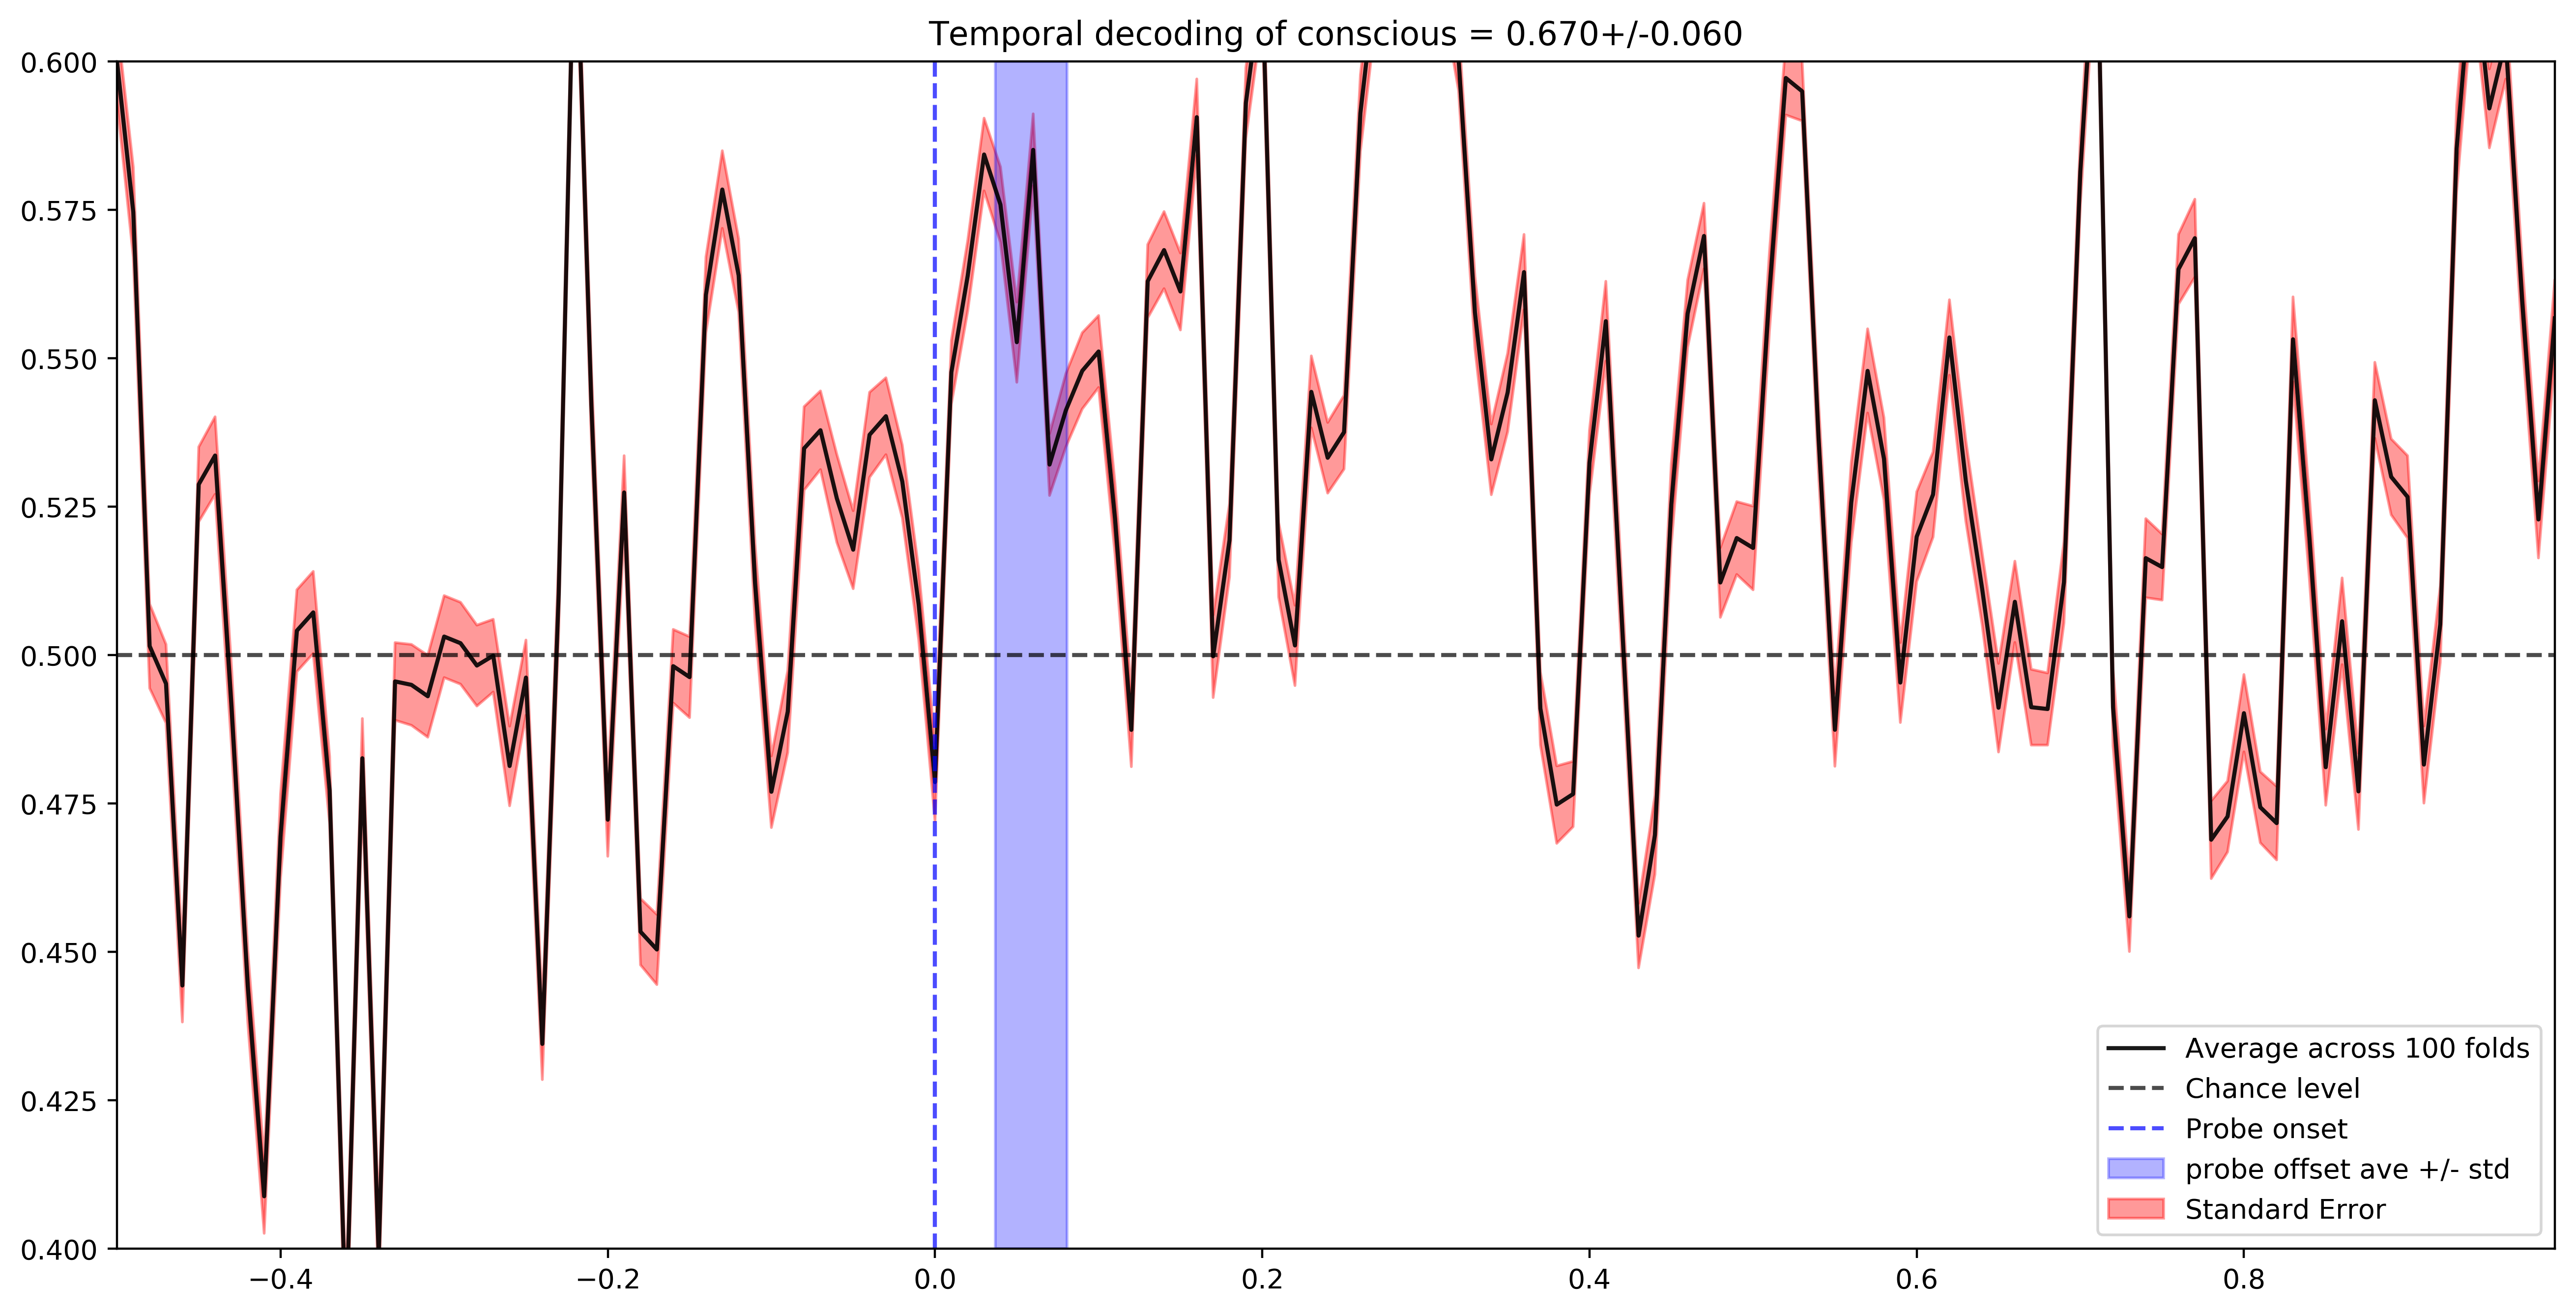 Temporal decoding of conscious = 0.670+/-0.060
0.600
0.575
0.550
0.525
0.500
0.475
0.450
0.425
0.400
−0.4
−0.2
0.0
0.2
0.4
0.6
0.8
Average across 100 folds
Chance level
Probe onset
probe offset ave +/- std
Standard Error